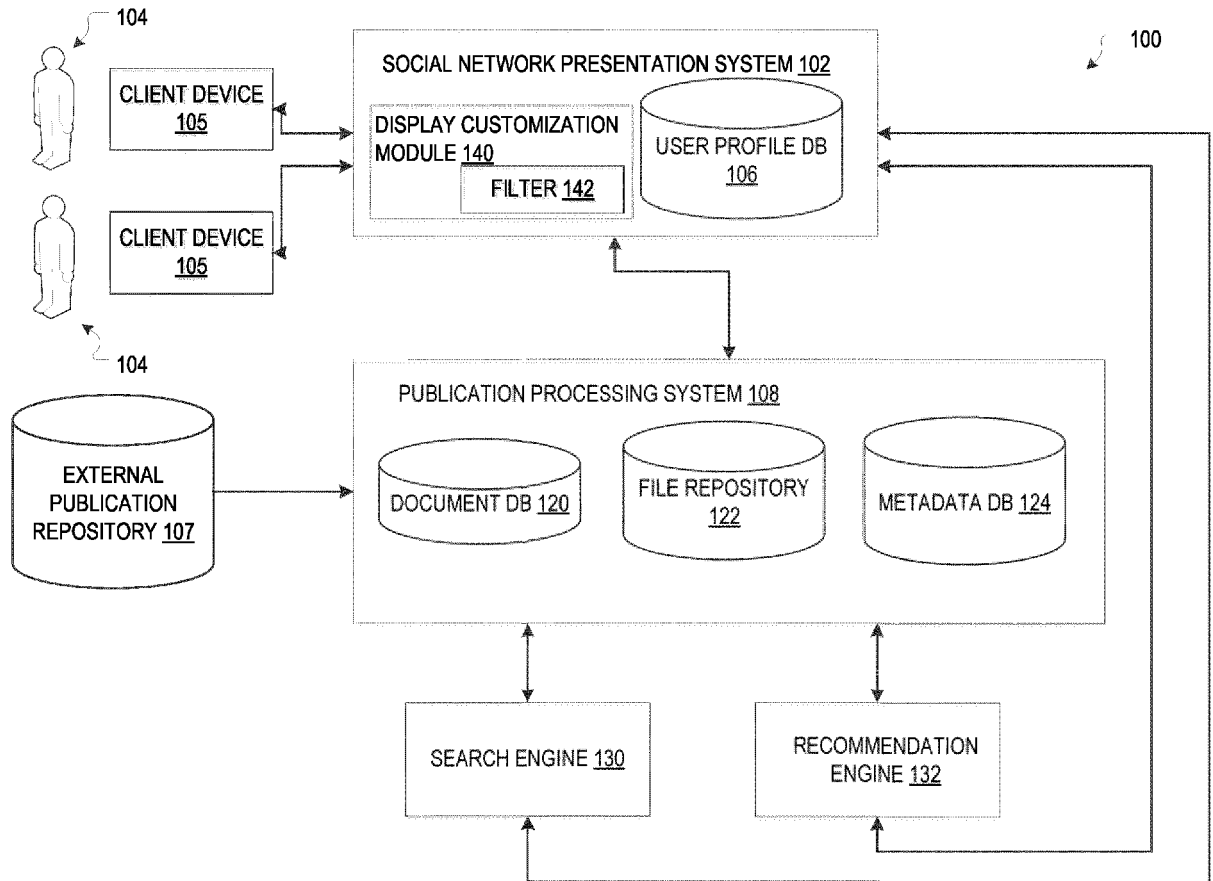 104
100
SOCIAL NETWORK PRESENTATION SYSTEM 102
CLIENT DEVICE
105
DISPLAY CUSTOMIZATION
MODULE 140
FILTER 142
USER PROFILE DB
106
CLIENT DEVICE
105
104
PUBLICATION PROCESSING SYSTEM 108
EXTERNAL
PUBLICATION
REPOSITORY 107
DOCUMENT DB 120
FILE REPOSITORY
122
METADATA DB 124
SEARCH ENGINE 130
RECOMMENDATION
ENGINE 132